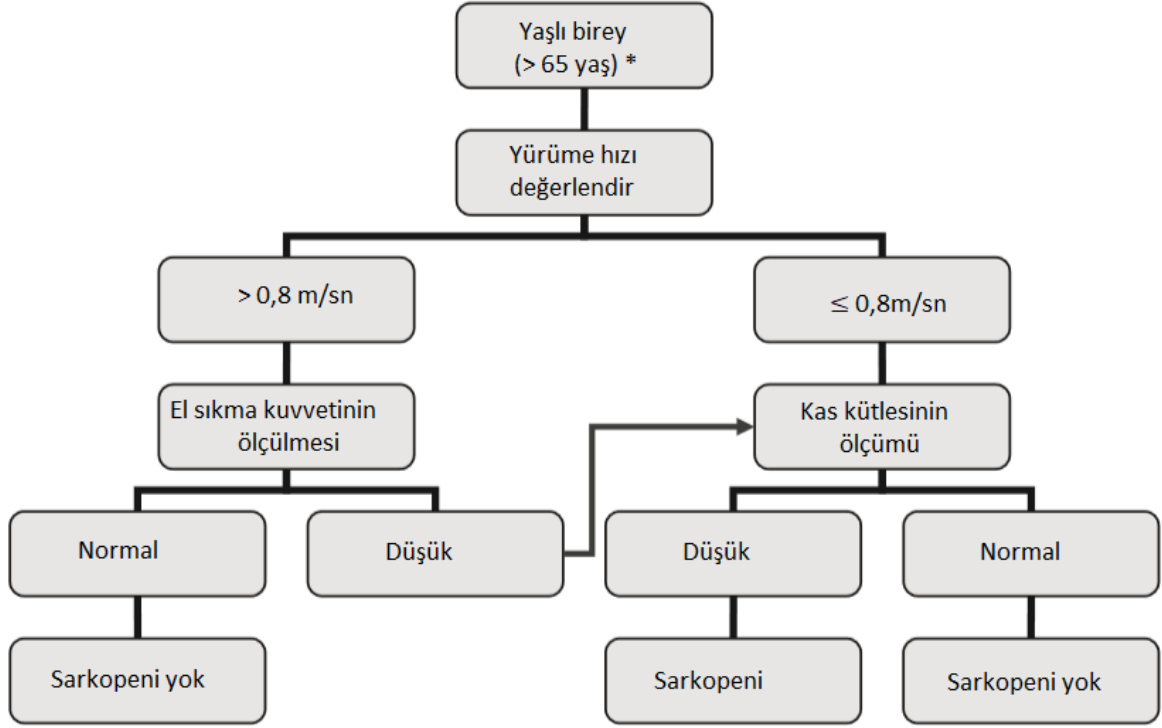 Yaşlı birey
(> 65 yaş) *
Yürüme hızı
değerlendir
> 0,8 m/sn
≤ 0,8m/sn
El sıkma kuvvetinin
ölçülmesi
Kas kütlesinin
ölçümü
Normal
Düşük
Düşük
Normal
Sarkopeni yok
Sarkopeni
Sarkopeni yok